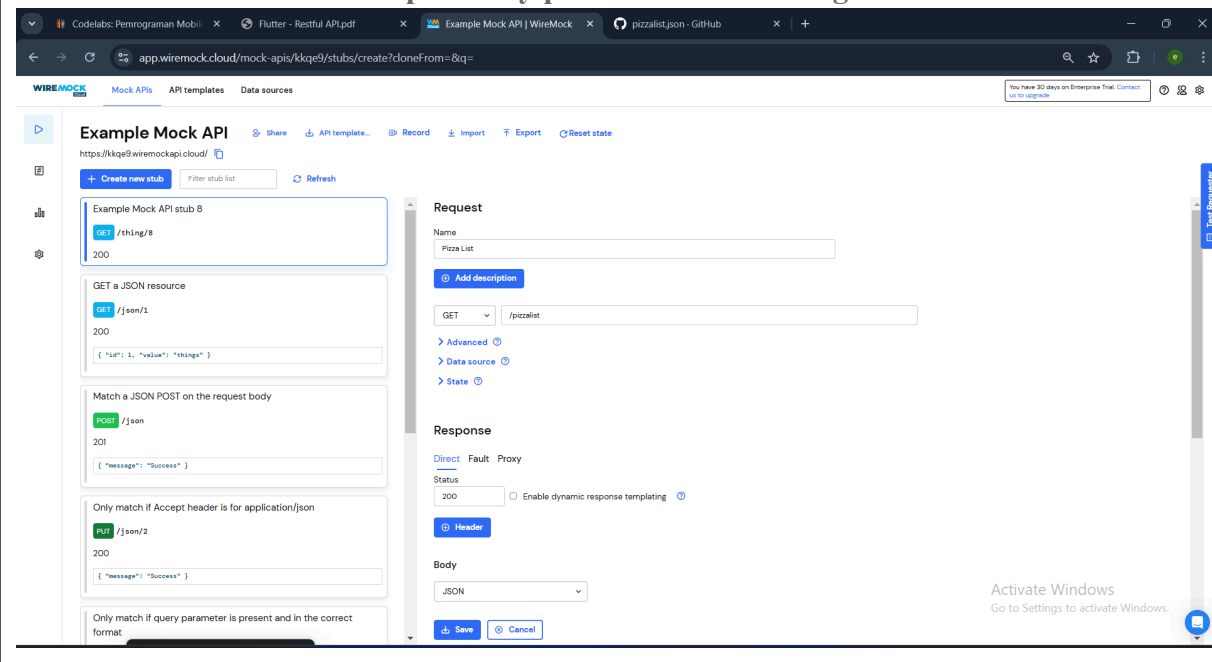 Codelabs: Pemrograman Mobil
Flutter - Restful API.pdf
Example Mock API | WireMock
pizzalist.json · GitHub
app.wiremock.cloud/mock-apis/kkqe9/stubs/create?cloneFrom=&q=
e
WIREMOCK
Cloud
Mock APIs
API templates
Data sources
You have 30 days on Enterprise Trial. Contact
us to upgrade
Example Mock API
Share
API template...
Record
Import
Export
Reset state
https://kkqe9.wiremockapi.cloud/
Create new stub
Filter stub list
Refresh
Test Requester
Example Mock API stub 8
GET /thing/8
200
GET a JSON resource
GET /json/1
200
{ "id": 1, "value": "things" }
Match a JSON POST on the request body
POST /json
201
{ "message": "Success" }
Only match if Accept header is for application/json
PUT /json/2
200
{ "message": "Success" }
Only match if query parameter is present and in the correct
format
Request
Name
Pizza List
Add description
GET
/pizzalist
Advanced
Data source
State
Response
Direct Fault Proxy
Status
200
Enable dynamic response templating
Header
Body
JSON
Save
Cancel
Activate Windows
Go to Settings to activate Windows.